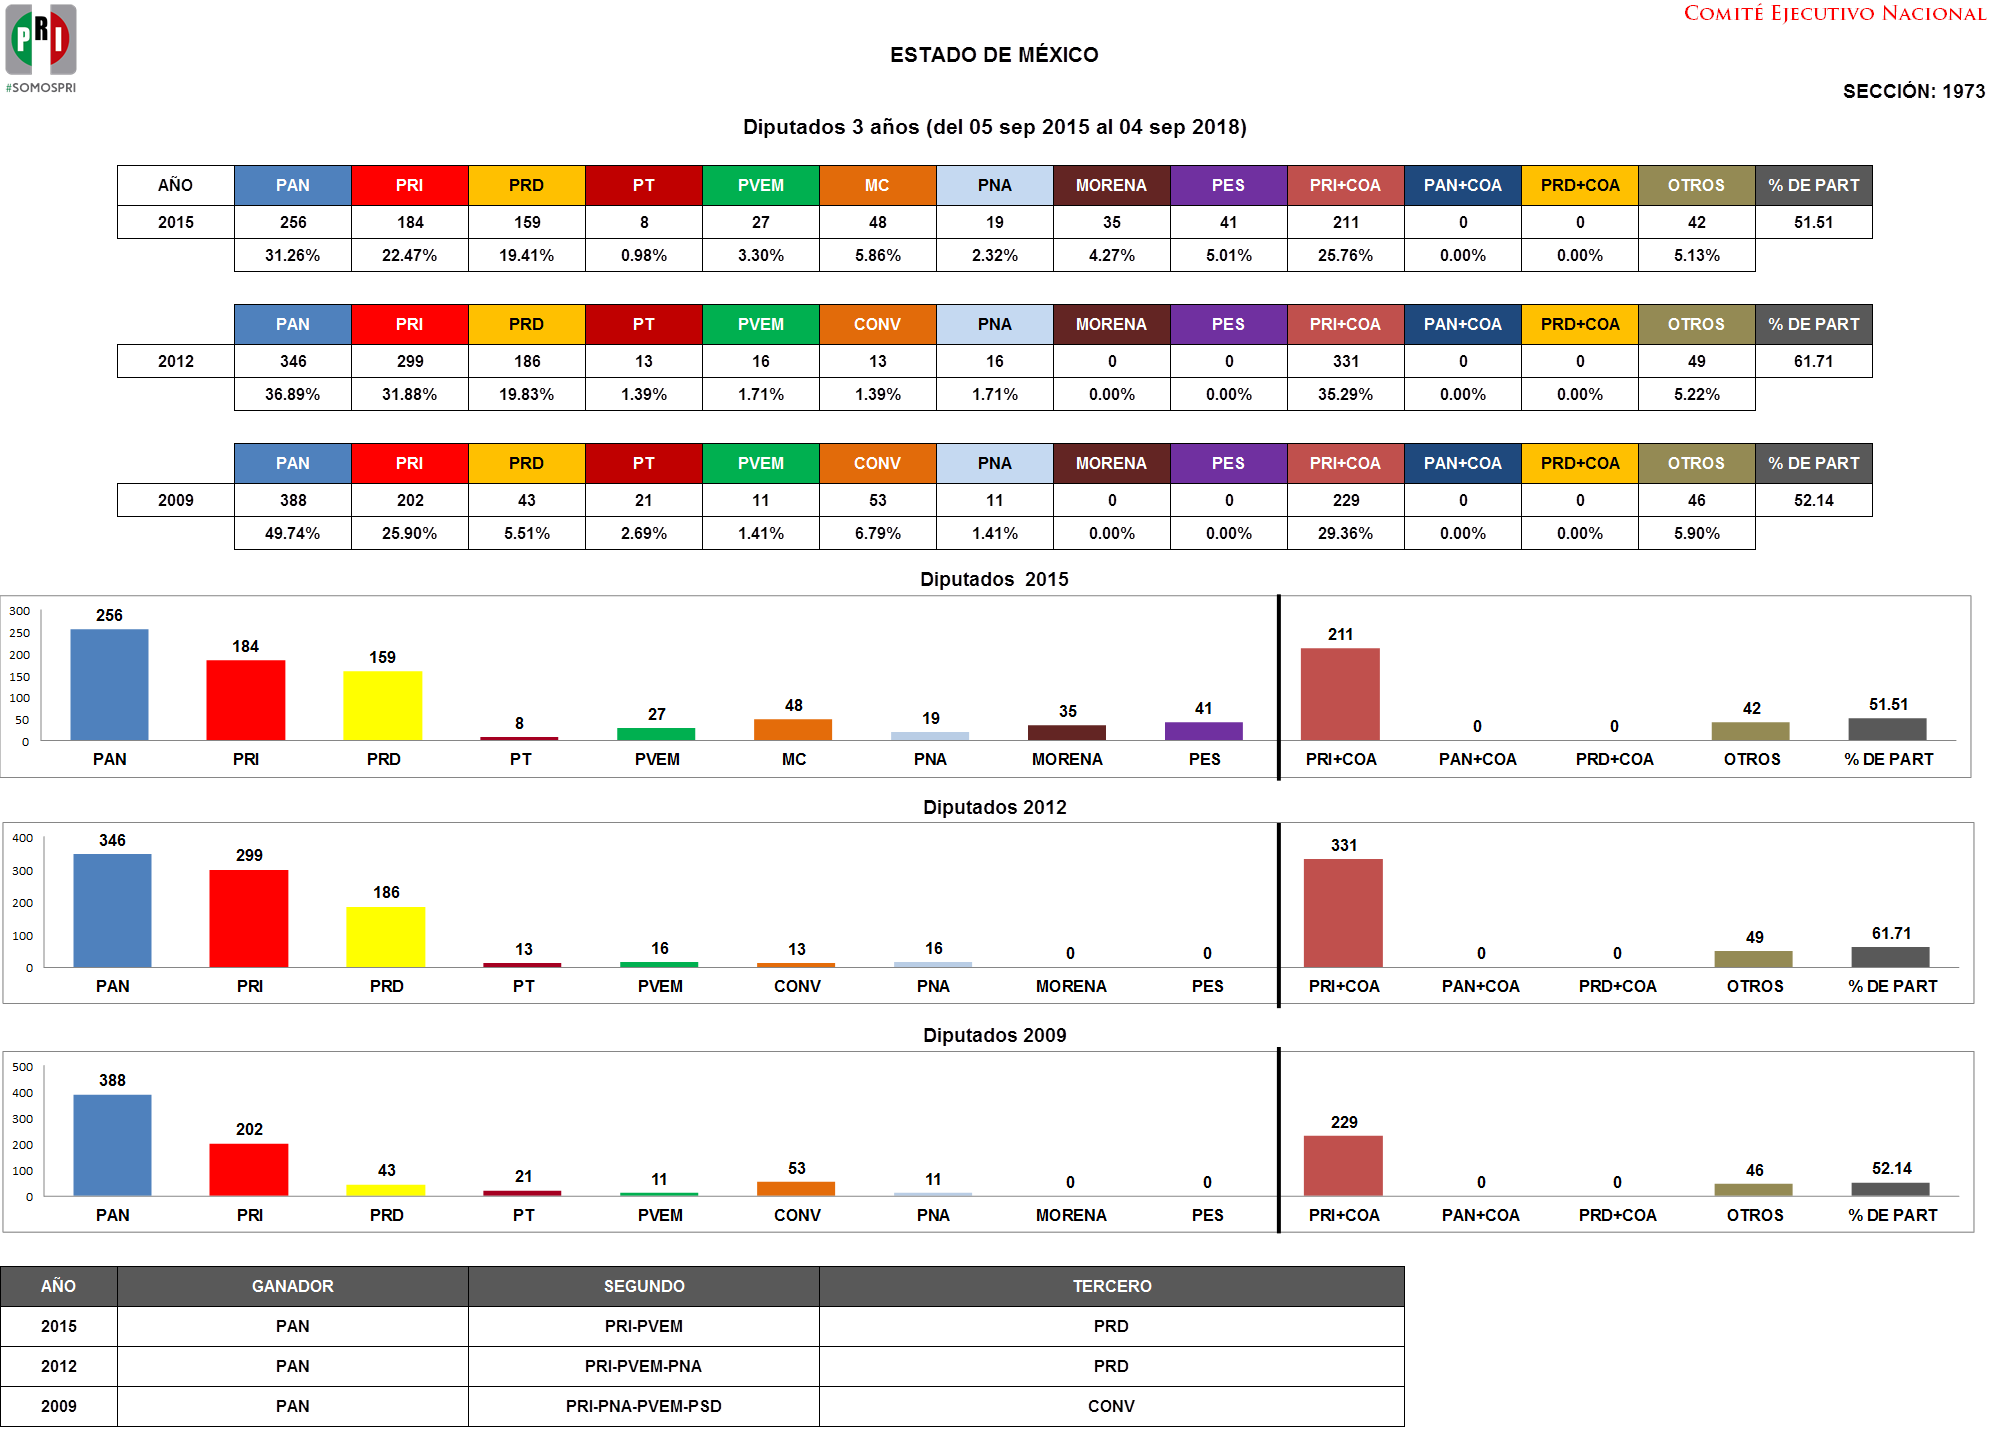 PRI
#SOMOSPRI
COMITÉ EJECUTIVO NACIONAL
ESTADO DE MÉXICO
SECCIÓN: 1973
Diputados 3 años (del 05 sep 2015 al 04 sep 2018)
AÑO PAN PRI PRD PT PVEM MC PNA MORENA PES PRI+COA PAN+COA PRD+COA OTROS % DE PART
2015 256 184 159 8 27 48 19 35 41 211 0 0 42 51.51
31.26% 22.47% 19.41% 0.98% 3.30% 5.86% 2.32% 4.27% 5.01% 25.76% 0.00% 0.00% 5.13%
PAN PRI PRD PT PVEM CONV PNA MORENA PES PRI+COA PAN+COA PRD+COA OTROS % DE PART
2012 346 299 186 13 16 13 16 0 0 331 0 0 49 61.71
36.89% 31.88% 19.83% 1.39% 1.71% 1.39% 1.71% 0.00% 0.00% 35.29% 0.00% 0.00% 5.22%
PAN PRI PRD PT PVEM CONV PNA MORENA PES PRI+COA PAN+COA PRD+COA OTROS % DE PART
2009 388 202 43 21 11 53 11 0 0 229 0 0 46 52.14
49.74% 25.90% 5.51% 2.69% 1.41% 6.79% 1.41% 0.00% 0.00% 29.36% 0.00% 0.00% 5.90%
Diputados 2015
300
250
200
150
100
50
0
256 184 159 8 27 48 19 35 41 211 0 0 42 51.51
PAN PRI PRD PT PVEM MC PNA MORENA PES PRI+COA PAN+COA PRD+COA OTROS % DE PART
Diputados 2012
400
300
200
100
0
346 299 186 13 16 13 16 0 0 331 0 0 49 61.71
PAN PRI PRD PT PVEM CONV PNA MORENA PES PRI+COA PAN+COA PRD+COA OTROS % DE PART
Diputados 2009
500
400
300
200
100
0
388 202 43 21 11 53 11 0 0 229 0 0 46 52.14
PAN PRI PRD PT PVEM CONV PNA MORENA PES PRI+COA PAN+COA PRD+COA OTROS % DE PART
AÑO GANADOR SEGUNDO TERCERO
2015 PAN PRI-PVEM PRD
2012 PAN PRI-PVEM-PNA PRD
2009 PAN PRI-PNA-PVEM-PSD CONV